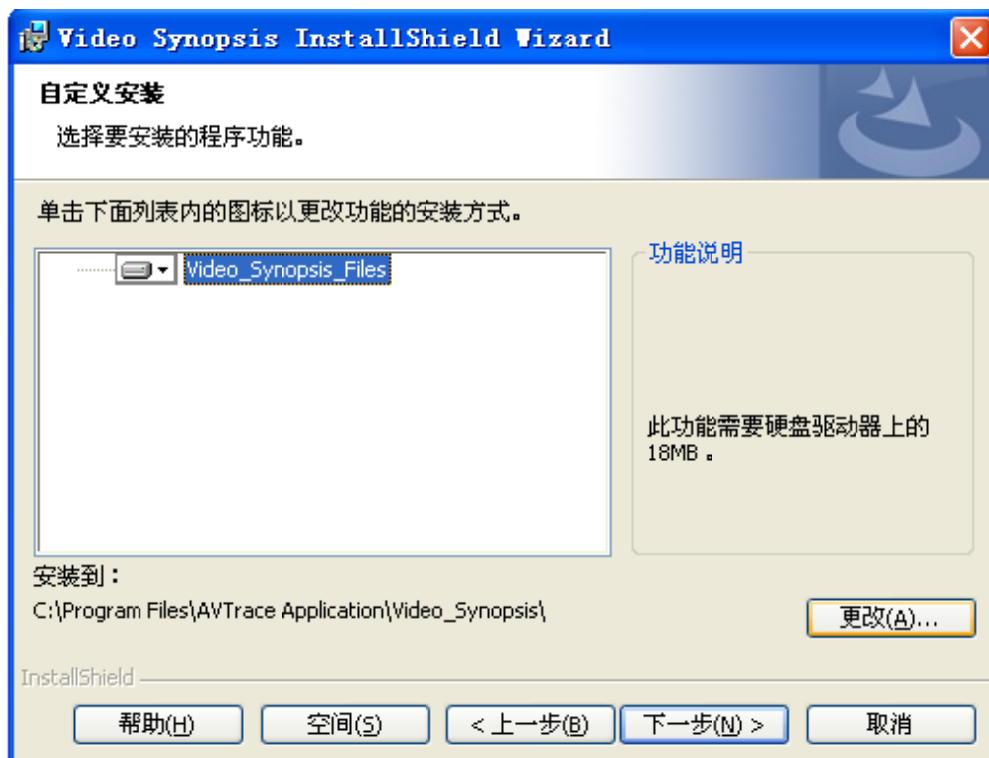 Video Synopsis InstallShield Wizard
自定义安装
选择要安装的程序功能。
单击下面列表内的图标以更改功能的安装方式。
Video_Synopsis_Files
功能说明
此功能需要硬盘驱动器上的
18MB。
安装到：
C:\Program Files\AVTrace Application\Video_Synopsis\
更改(A)...
InstallShield
帮助(H)
空间(S)
< 上一步(B)
下一步(N) >
取消